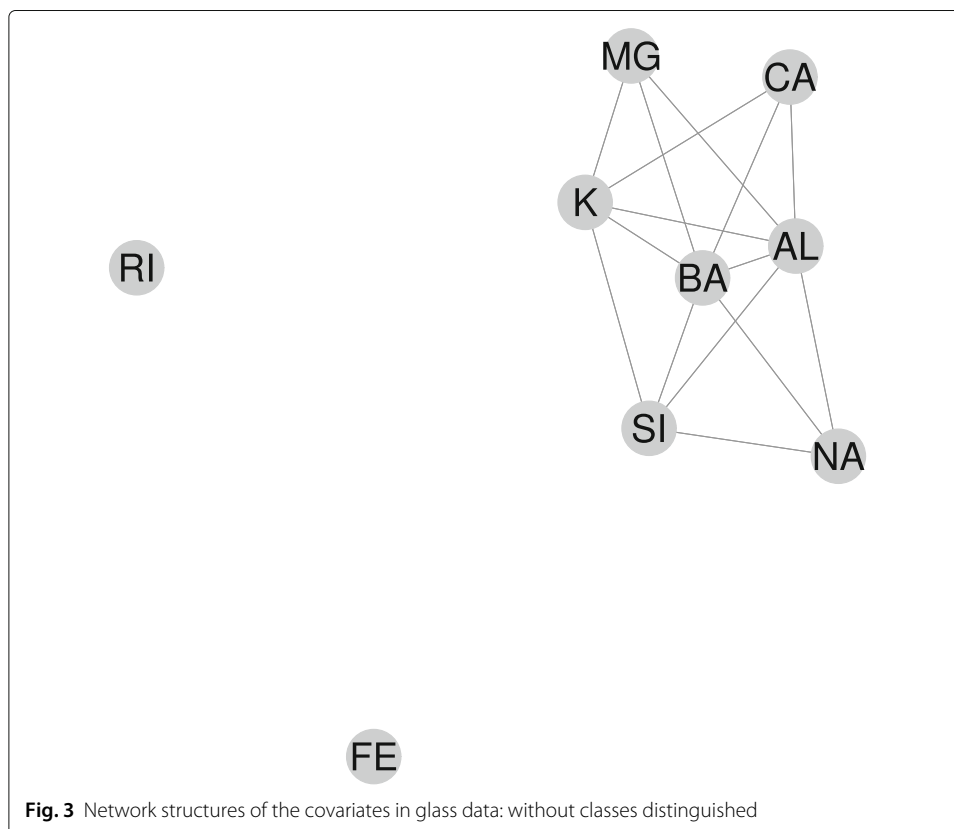 MG
CA
K
RI
AL
BA
SI
NA
FE
Fig. 3 Network structures of the covariates in glass data: without classes distinguished